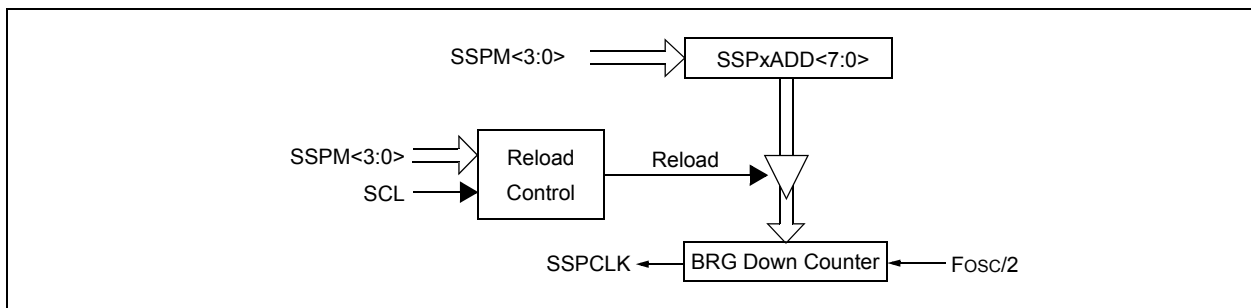 SSPM<3:0>
SSPxADD<7:0>
SSPM<3:0>
SCL
Reload
Control
Reload
SSPCLK
BRG Down Counter
FOSC/2